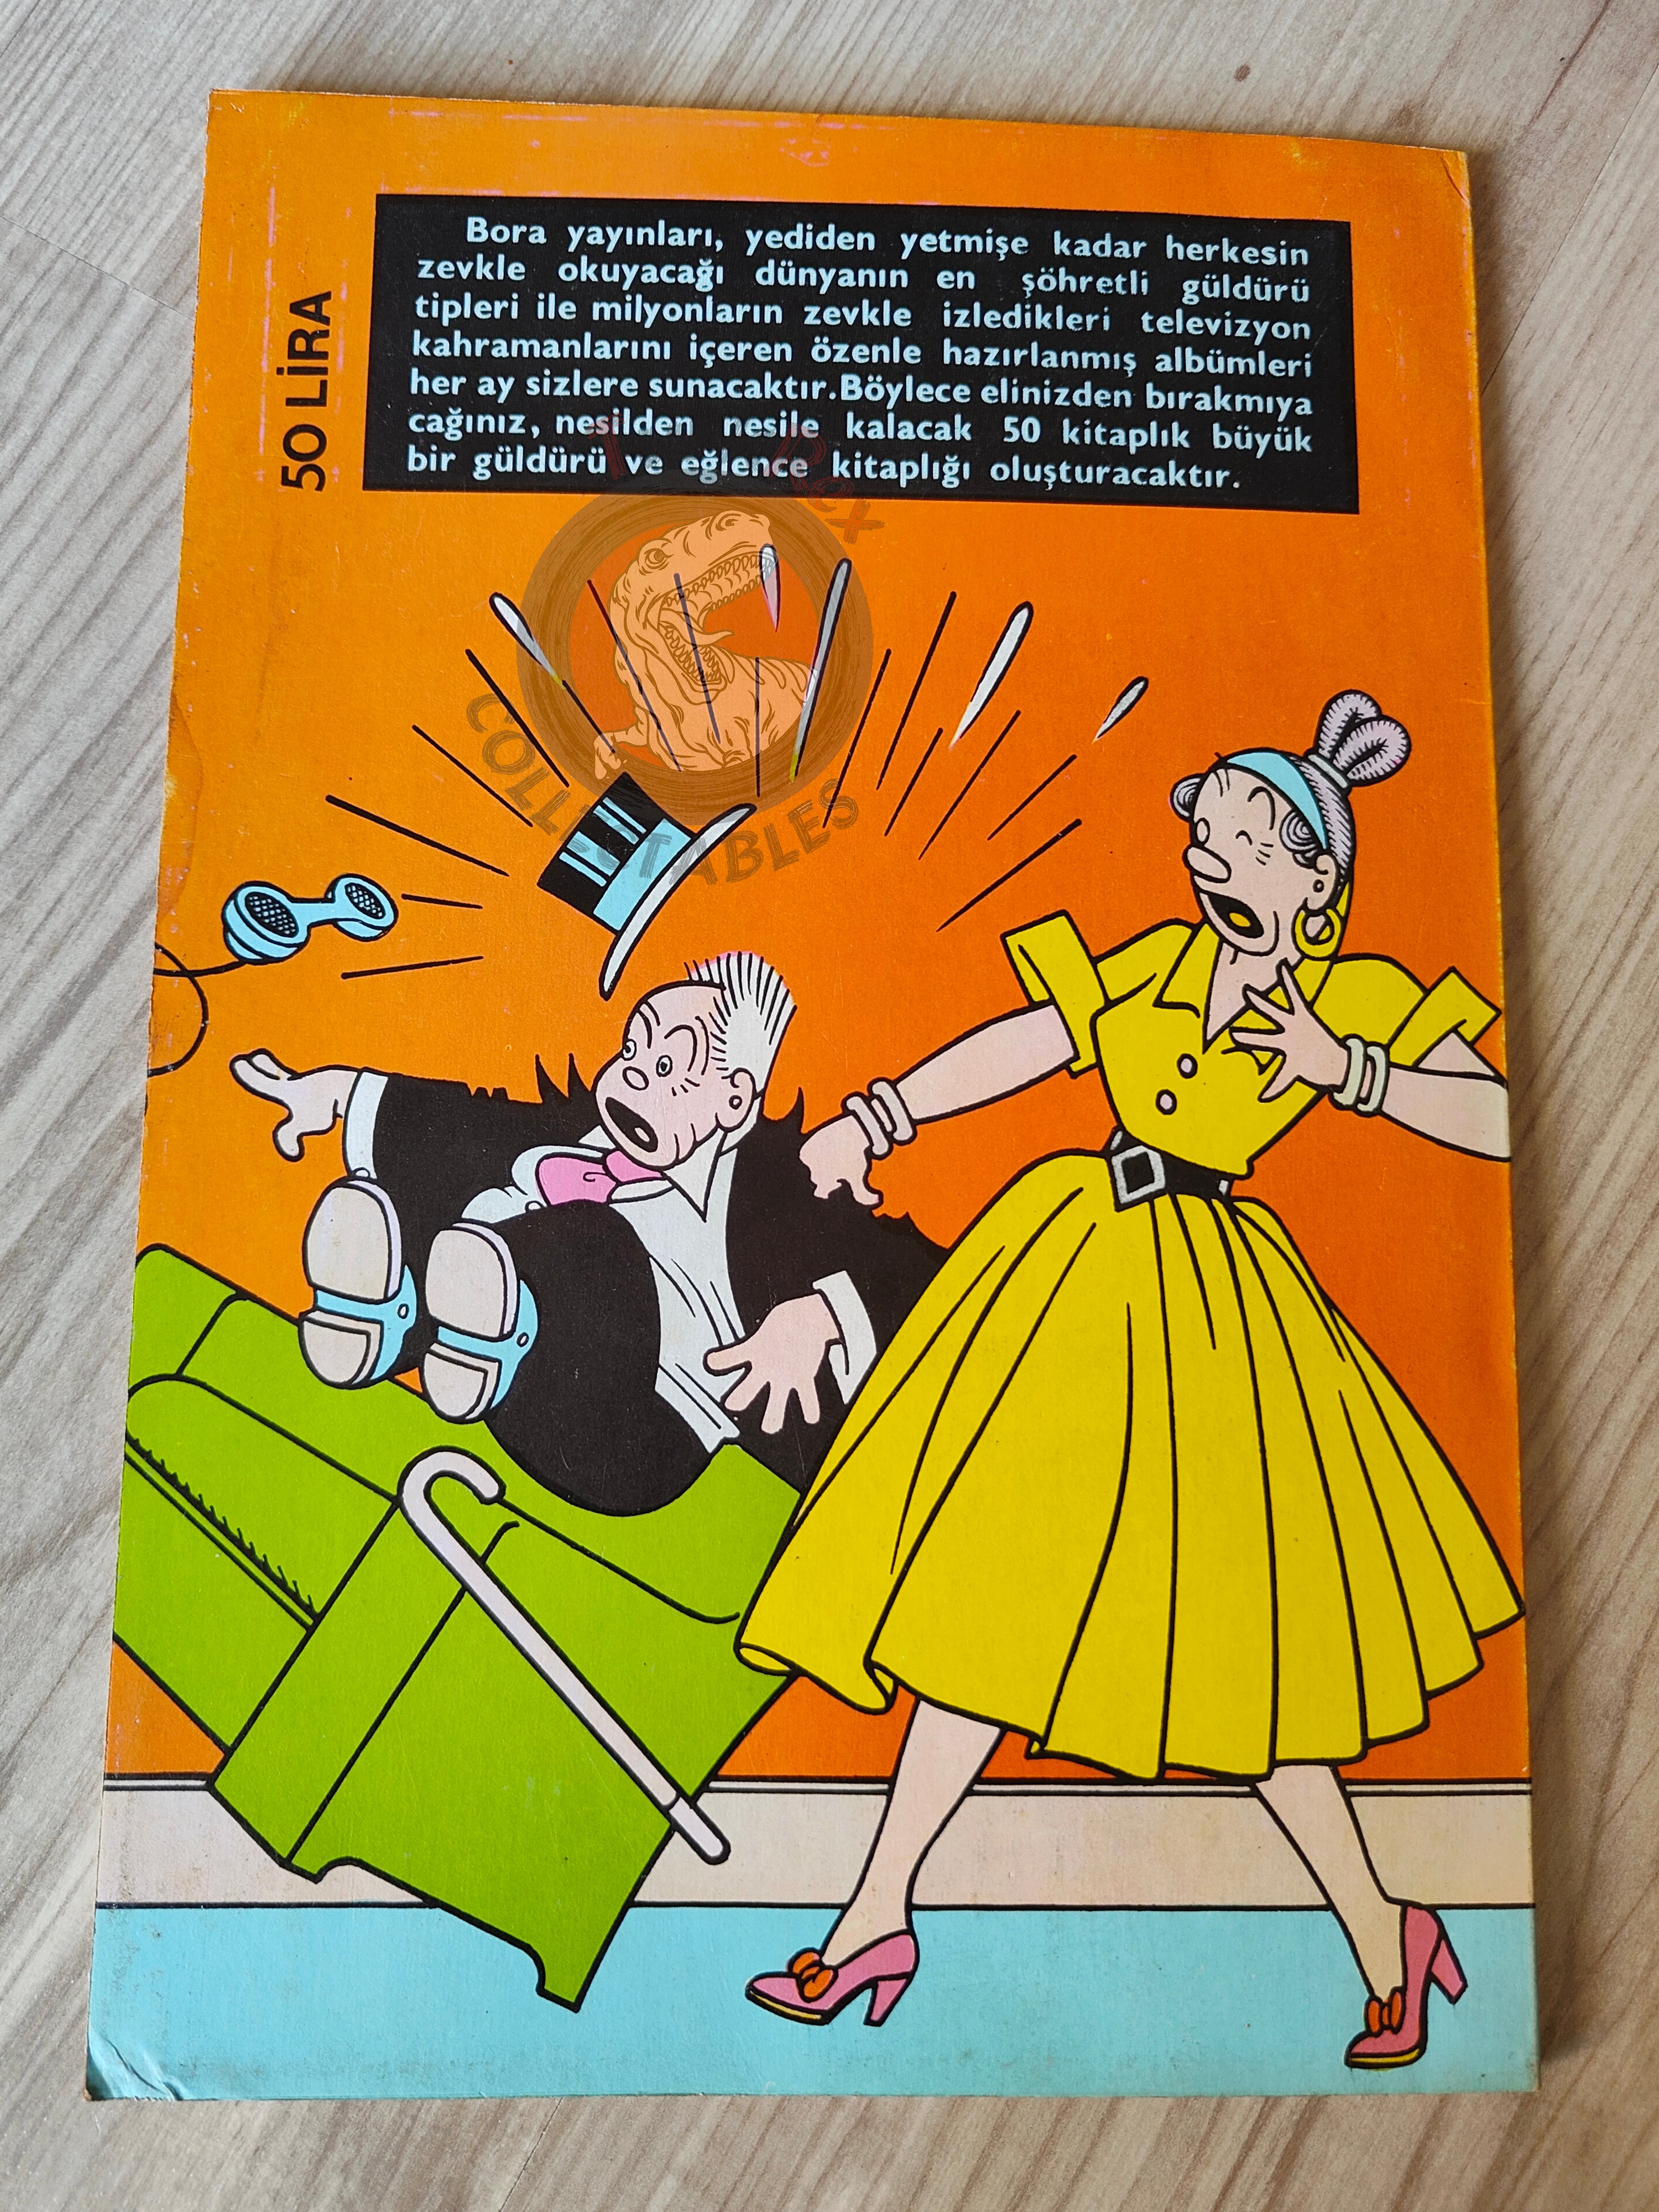 50 LİRA
Bora yayınları, yediden yetmişe kadar herkesin
zevkle okuyacağı dünyanın en şöhretli güldürü
tipleri ile milyonların zevkle izledikleri televizyon
kahramanlarını içeren özenle hazırlanmış albümleri
her ay sizlere sunacaktır.Böylece elinizden bırakmıya
cağınız, nesilden nesile kalacak 50 kitaplık büyük
bir güldürü ve eğlence kitaplığı oluşturacaktır.
Rex
COLLECTABLES